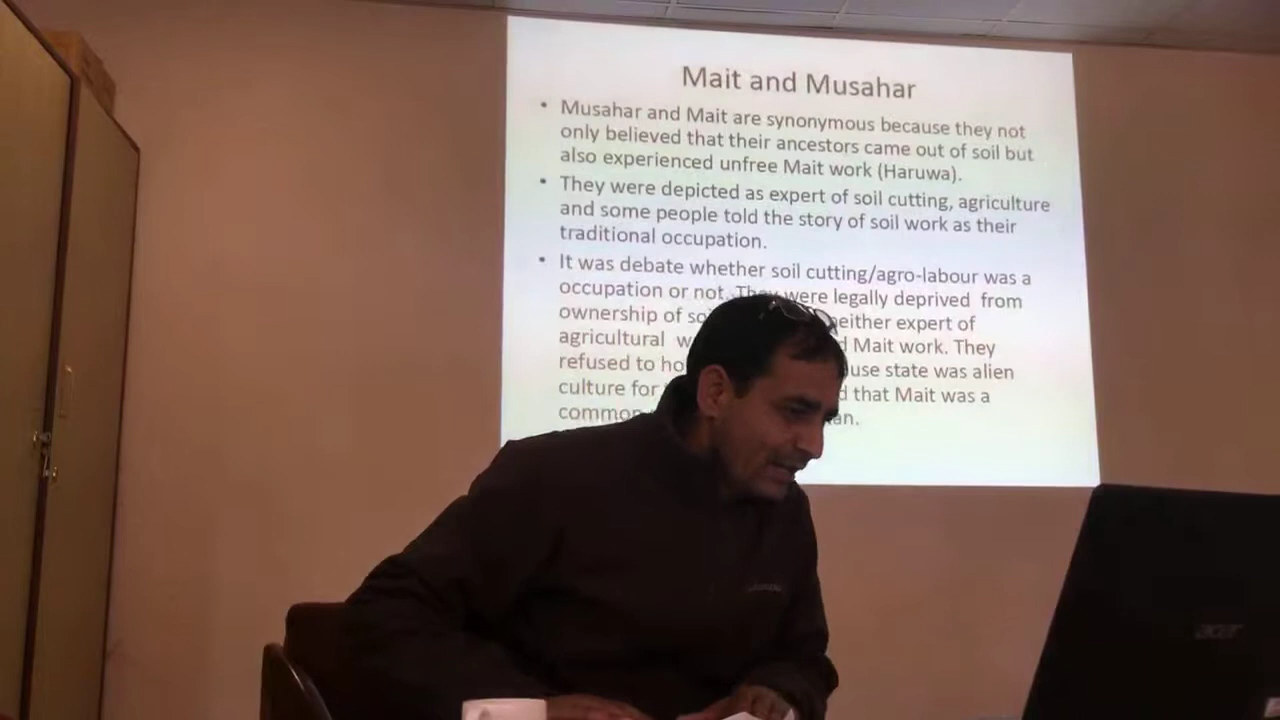 Mait and Musahar
• Musahar and Mait are synonymous because they not
only believed that their ancestors came out of soil but
also experienced unfree Mait work (Haruwa).
• They were depicted as expert of soil cutting, agriculture
and some people told the story of soil work as their
traditional occupation.
• It was debate whether soil cutting/agro-labour was a
occupation or not. They were legally deprived from
ownership of neither expert of
agricultural Mait work. They
refused to state was alien
culture for that Mait was a
common
acer